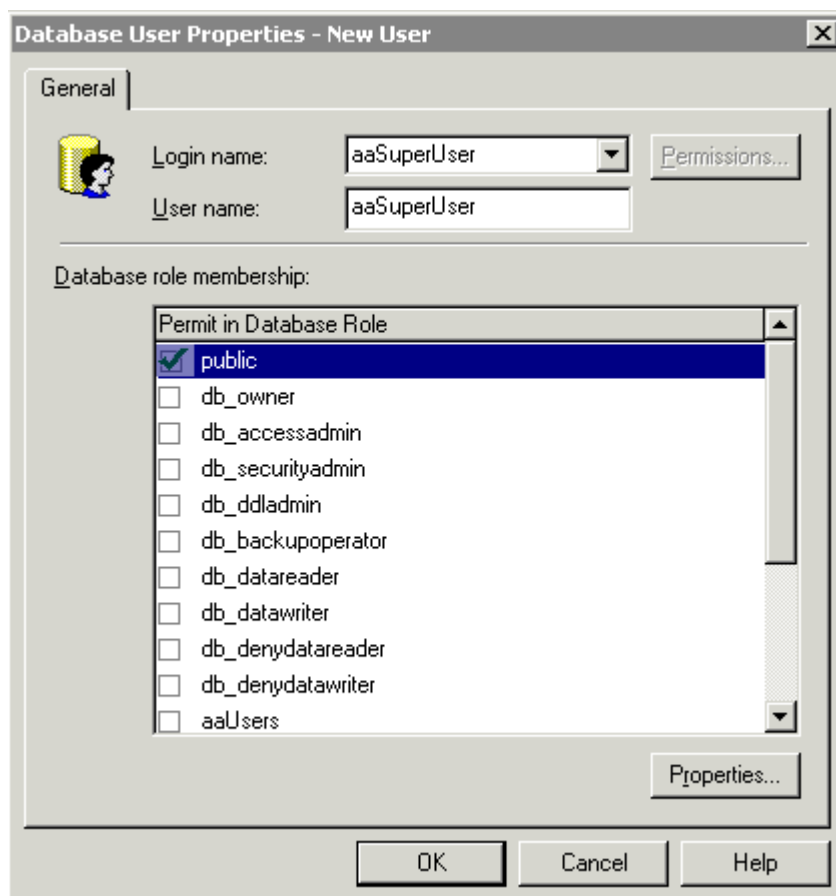 Database User Properties - New User
General
Login name: aaSuperUser Permissions...
User name: aaSuperUser
Database role membership:
Permit in Database Role
public
db_owner
db_accessadmin
db_securityadmin
db_ddladmin
db_backupoperator
db_datareader
db_datawriter
db_denydatareader
db_denydatawriter
aaUsers
Properties...
OK Cancel Help